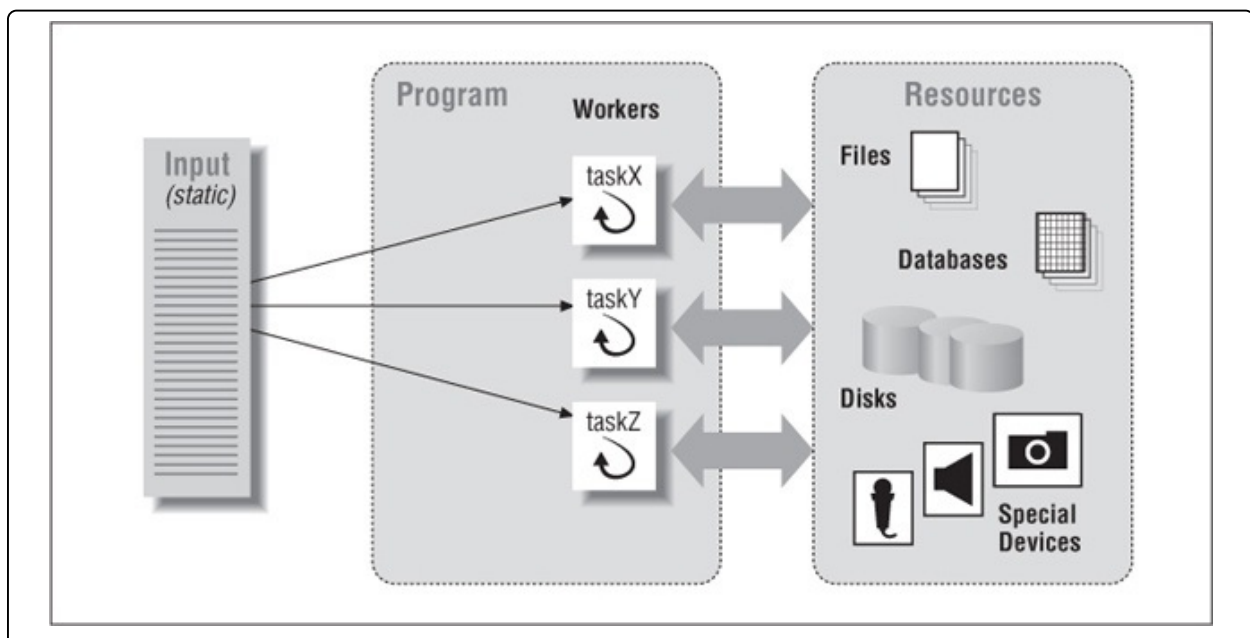 Input
(static)
Program
Workers
taskX
taskY
taskZ
Resources
Files
Databases
Disks
Special
Devices